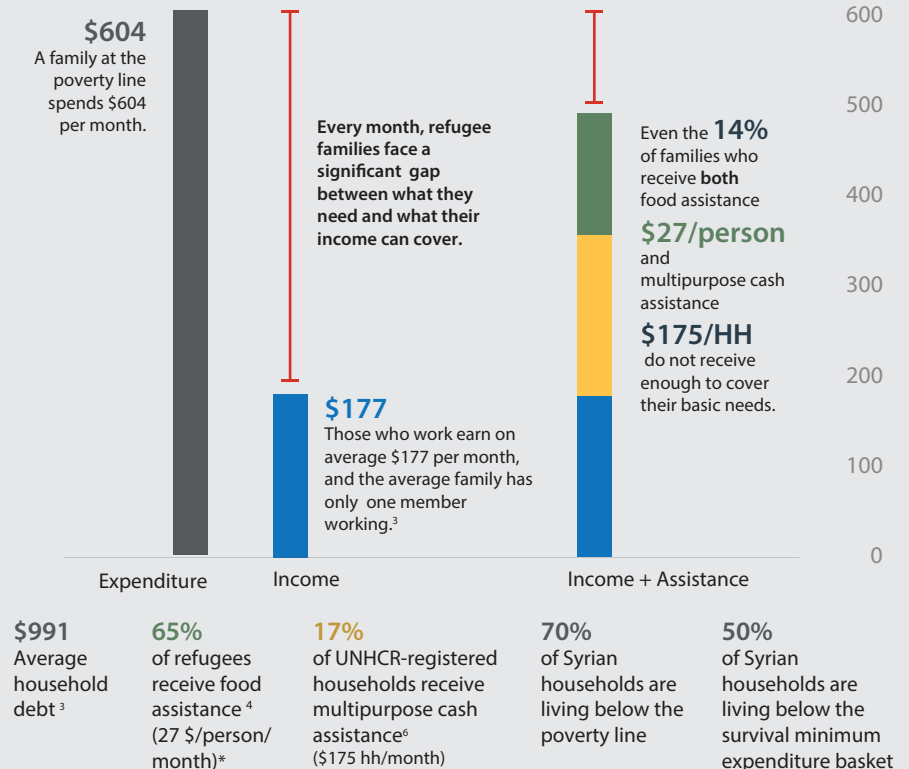 $604
A family at the
poverty line
spends $604
per month.
Every month, refugee
families face a
significant gap
between what they
need and what their
income can cover.
$177
Those who work earn on
average $177 per month,
and the average family has
only one member
working.³
Even the 14%
of families who
receive both
food assistance
$27/person
and
multipurpose cash
assistance
$175/HH
do not receive
enough to cover
their basic needs.
600
500
400
300
200
100
0
Expenditure
Income
Income + Assistance
$991
Average
household
debt ³
65%
of refugees
receive food
assistance ⁴
(27 $/person/
month)*
17%
of UNHCR-registered
households receive
multipurpose cash
assistance⁶
($175 hh/month)
70%
of Syrian
households are
living below the
poverty line
50%
of Syrian
households are
living below the
survival minimum
expenditure basket